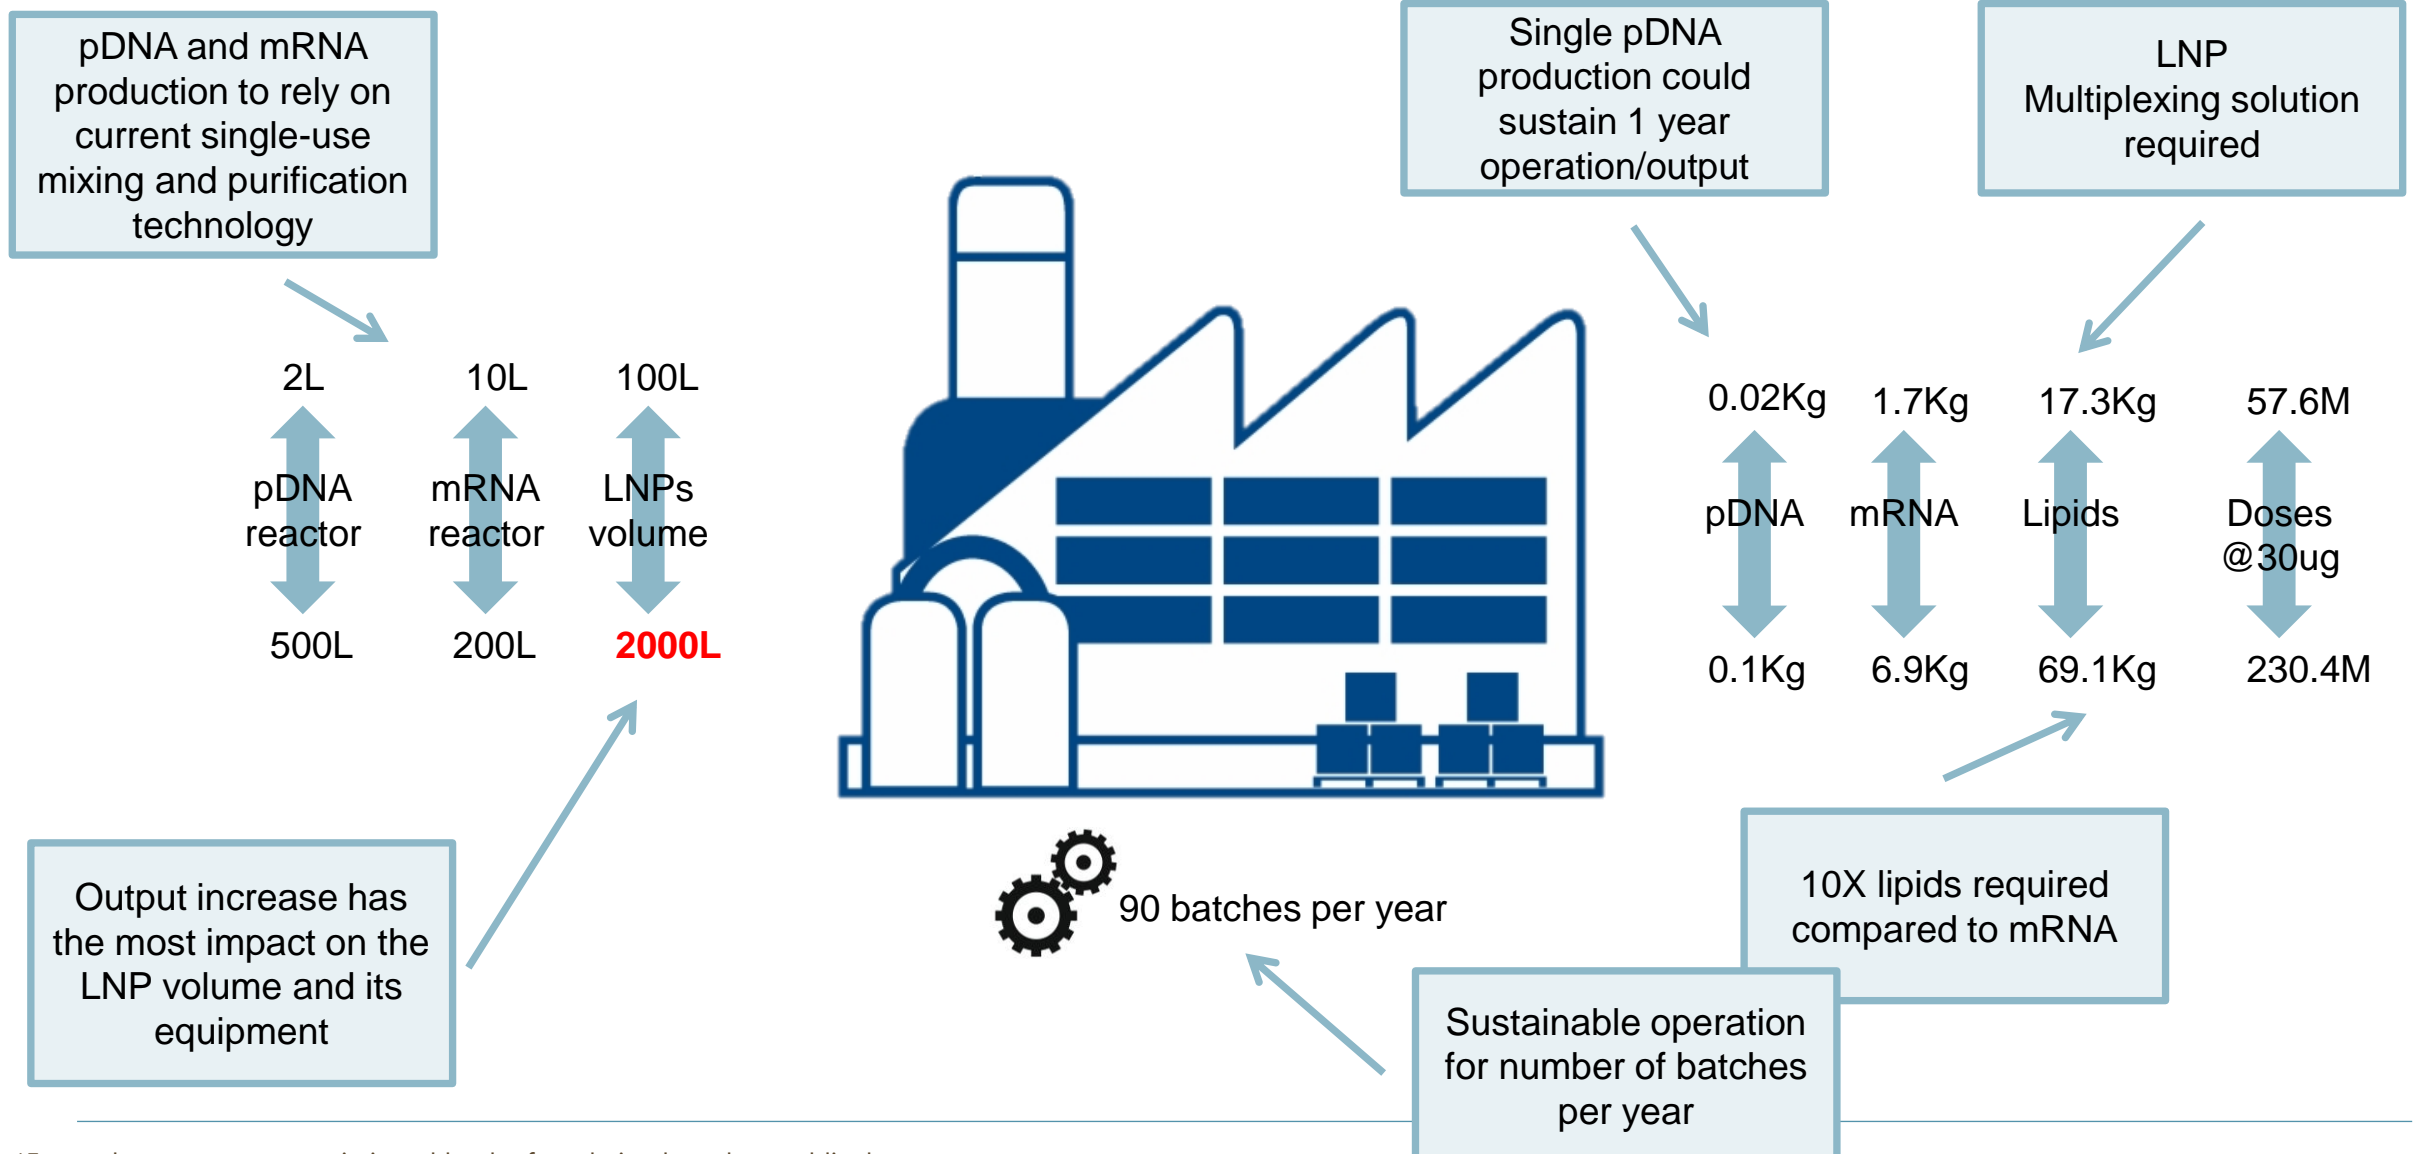 pDNA and mRNA
production to rely on
current single-use
mixing and purification
technology
Single pDNA
production could
sustain 1 year
operation/output
LNP
Multiplexing solution
required
2L
10L
100L
pDNA
reactor
mRNA
reactor
LNPs
volume
500L
200L
2000L
0.02Kg
1.7Kg
17.3Kg
57.6M
pDNA
mRNA
Lipids
Doses
@30ug
0.1Kg
6.9Kg
69.1Kg
230.4M
Output increase has
the most impact on the
LNP volume and its
equipment
90 batches per year
10X lipids required
compared to mRNA
Sustainable operation
for number of batches
per year